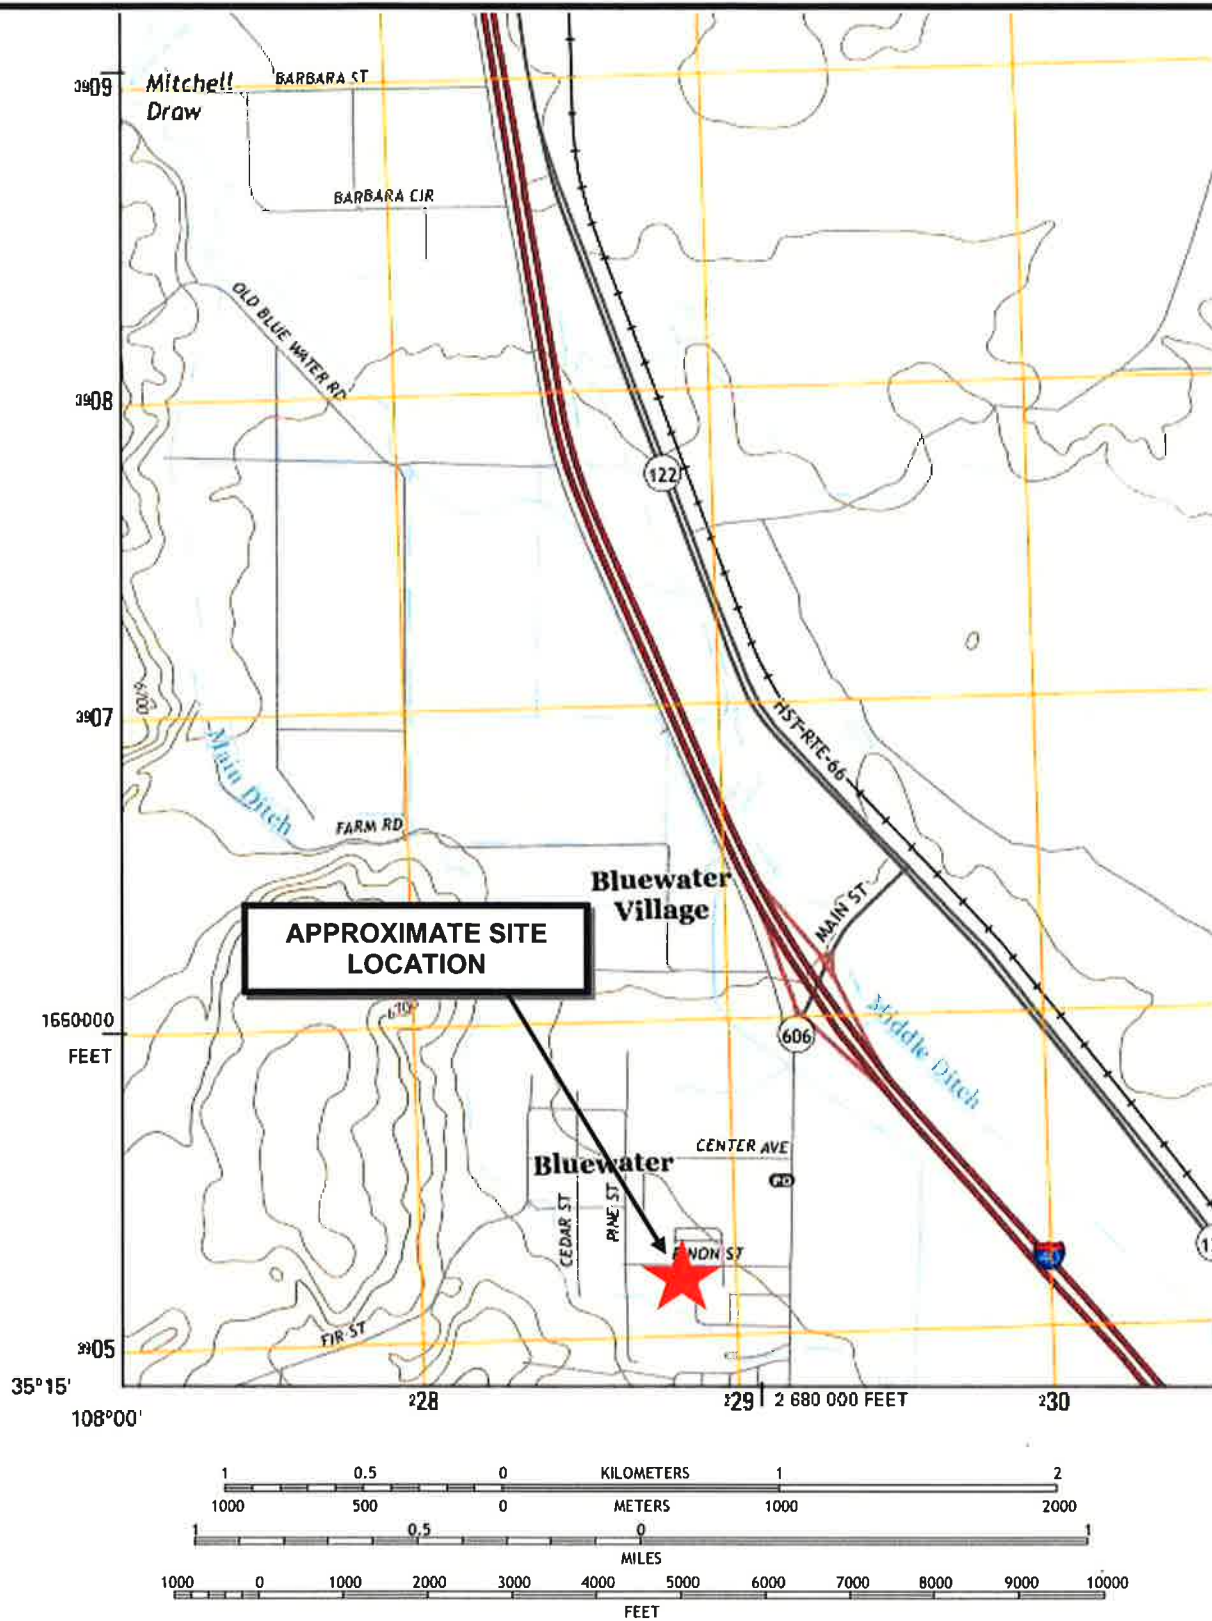 3909
Mitchell
Draw
BARBARA ST
BARBARA CIR
OLD BLUE WATER RD
3908
122
6700
3907
HST-RTE-66
Main Ditch
FARM RD
Bluewater
Village
MAIN ST
APPROXIMATE SITE
LOCATION
6700
1660000
FEET
606
Middle Ditch
CENTER AVE
Bluewater
PO
CEDAR ST
PINE ST
PINON ST
FIR ST
3905
35°15'
108°00'
228
229
2 680 000 FEET
230
1 0.5 0 KILOMETERS 1 2
1000 500 0 METERS 1000 2000
1 0.5 0 1
MILES
1000 0 1000 2000 3000 4000 5000 6000 7000 8000 9000 10000
FEET